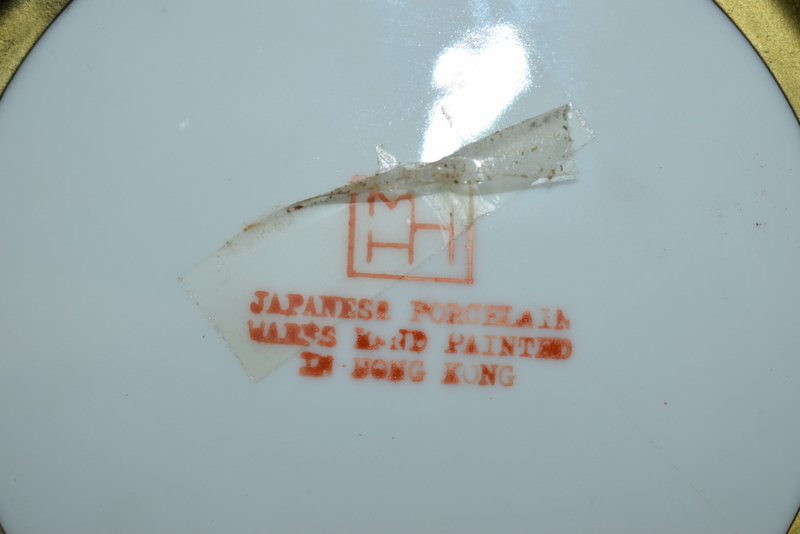 JAPANESE PORCELAIN
WARES HAND PAINTED
IN HONG KONG